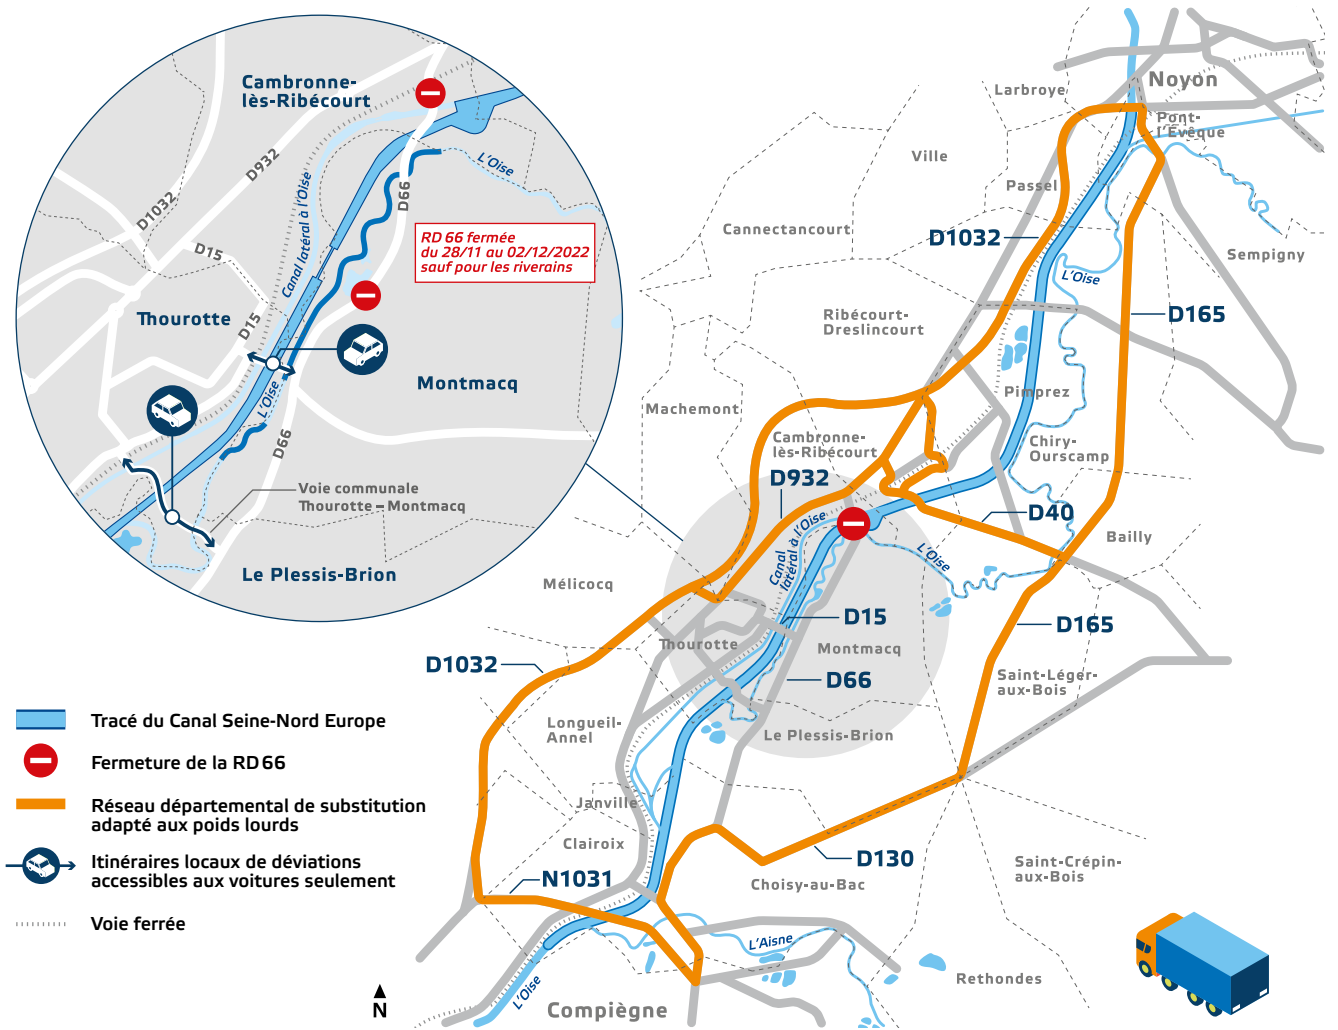 Cambronne-
lès-Ribécourt
D932
D1032
D15
Canal latéral à l'Oise
L'Oise
D66
RD 66 fermée
du 28/11 au 02/12/2022
sauf pour les riverains
Thourotte
D15
Montmacq
L'Oise
D66
Voie communale
Thourotte – Montmacq
Le Plessis-Brion
Noyon
Larbroye
Pont-
l'Évêque
Ville
Passel
Cannectancourt
D1032
Sempigny
L'Oise
Ribécourt-
Dreslincourt
D165
Pimprez
Machemont
Cambronne-
lès-Ribécourt
Chiry-
Ourscamp
D932
D40
Canal
latéral à l'Oise
Bailly
L'Oise
Mélicocq
D15
D165
Thourotte
Montmacq
D1032
D66
Saint-Léger-
aux-Bois
Longueil-
Annel
Le Plessis-Brion
Janville
Clairoix
D130
N1031
Choisy-au-Bac
Saint-Crépin-
aux-Bois
L'Aisne
Rethondes
L'Oise
Compiègne
N
Tracé du Canal Seine-Nord Europe
Fermeture de la RD 66
Réseau départemental de substitution
adapté aux poids lourds
Itinéraires locaux de déviations
accessibles aux voitures seulement
Voie ferrée